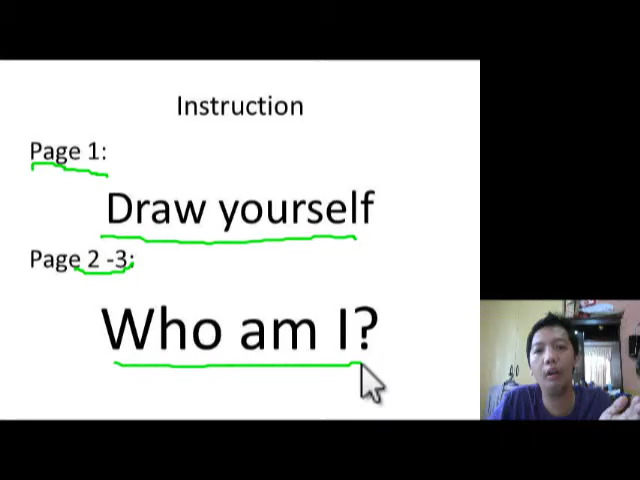 Instruction
Page 1:
Draw yourself
Page 2 -3:
Who am I?